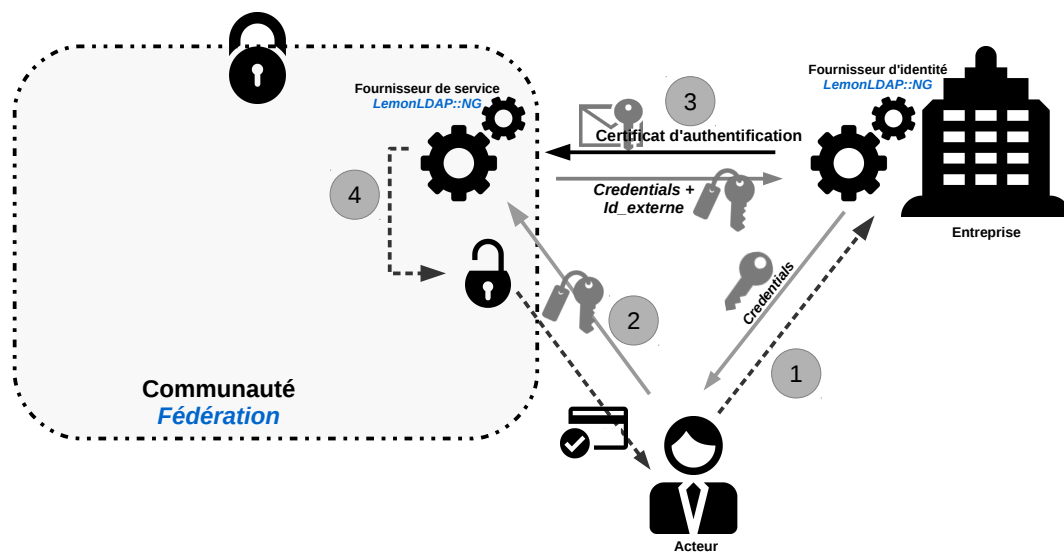 Fournisseur de service
LemonLDAP::NG
Fournisseur d'identité
LemonLDAP::NG
3
Certificat d'authentification
4
Credentials +
Id_externe
Entreprise
Credentials
2
1
Communauté
Fédération
Acteur